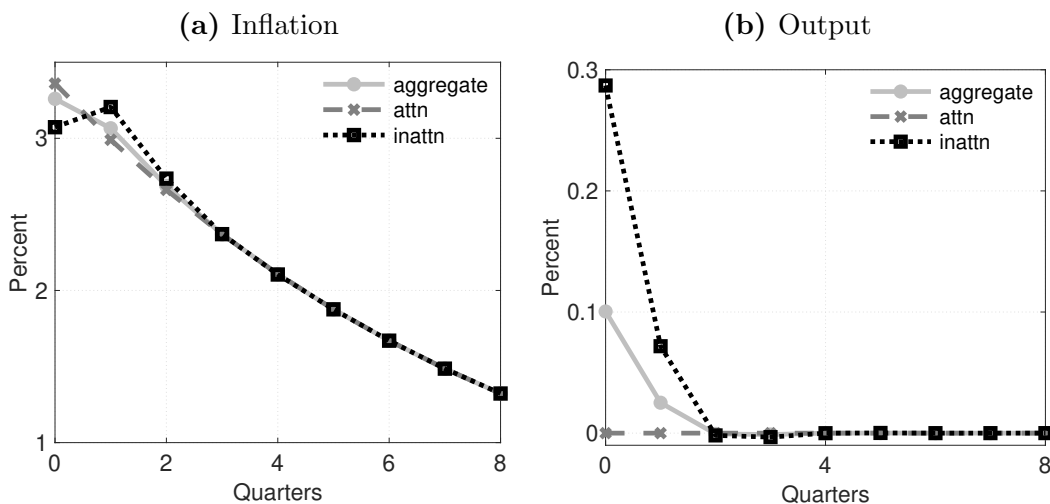 (a) Inflation
Percent
3
2
1
0
2
4
6
8
Quarters
aggregate
attn
inattn
(b) Output
Percent
0.3
0.2
0.1
0
0
4
8
Quarters
aggregate
attn
inattn